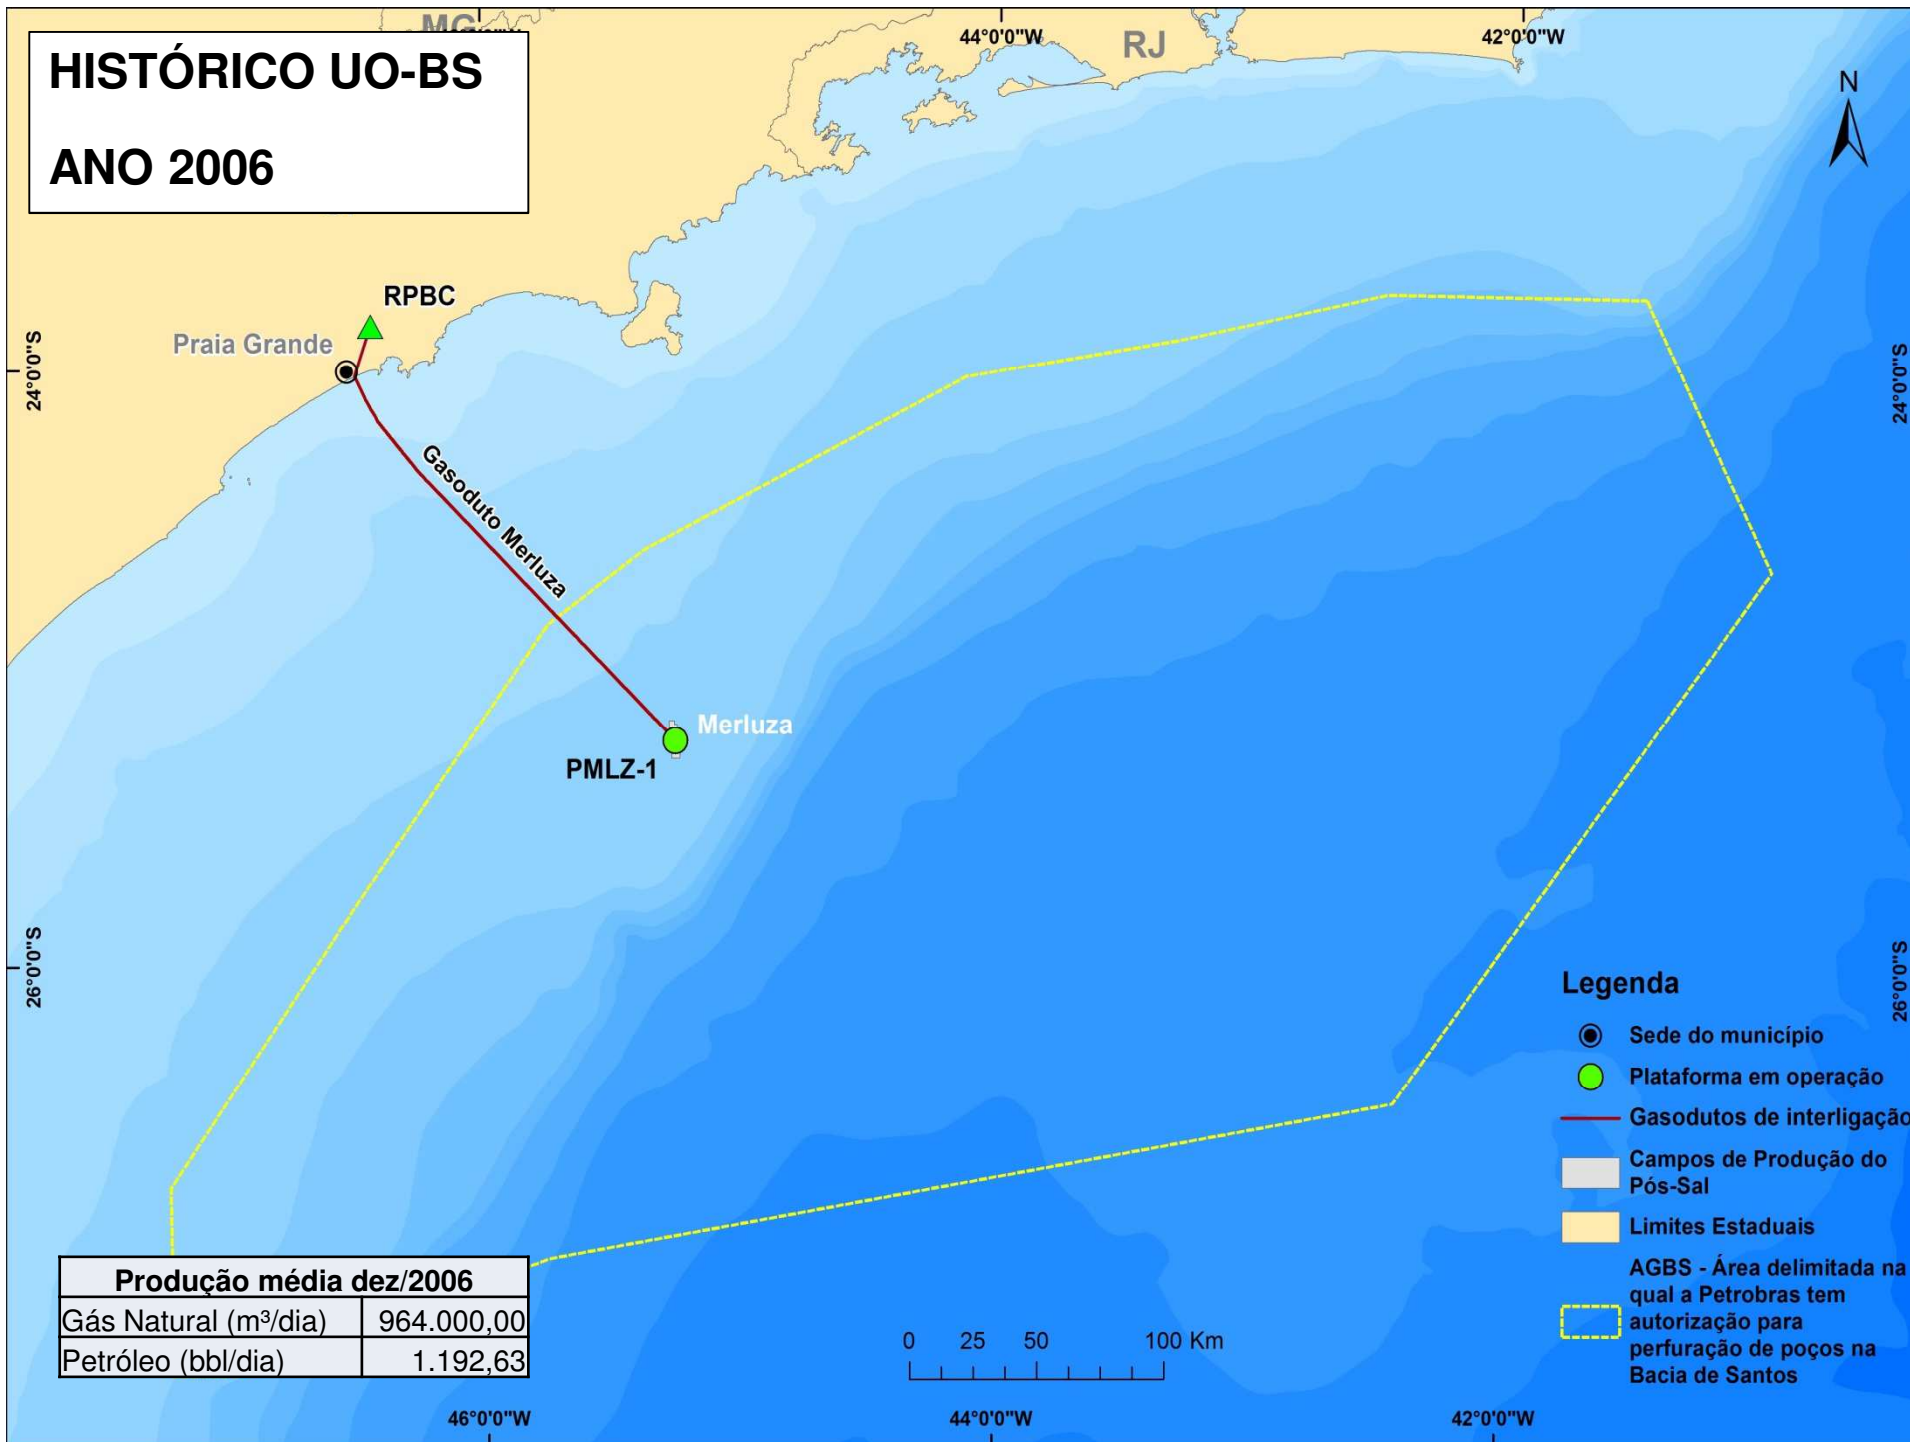 MG
44°0'0"W
RJ
42°0'0"W
HISTÓRICO UO-BS
ANO 2006
N
RPBC
Praia Grande
24°0'0"S
24°0'0"S
Gasoduto Merluza
Merluza
PMLZ-1
26°0'0"S
26°0'0"S
Legenda
Sede do município
Plataforma em operação
Gasodutos de interligação
Campos de Produção do
Pós-Sal
Limites Estaduais
AGBS - Área delimitada na
qual a Petrobras tem
autorização para
perfuração de poços na
Bacia de Santos
Produção média dez/2006
Gás Natural (m³/dia) 964.000,00
Petróleo (bbl/dia) 1.192,63
0 25 50 100 Km
46°0'0"W
44°0'0"W
42°0'0"W